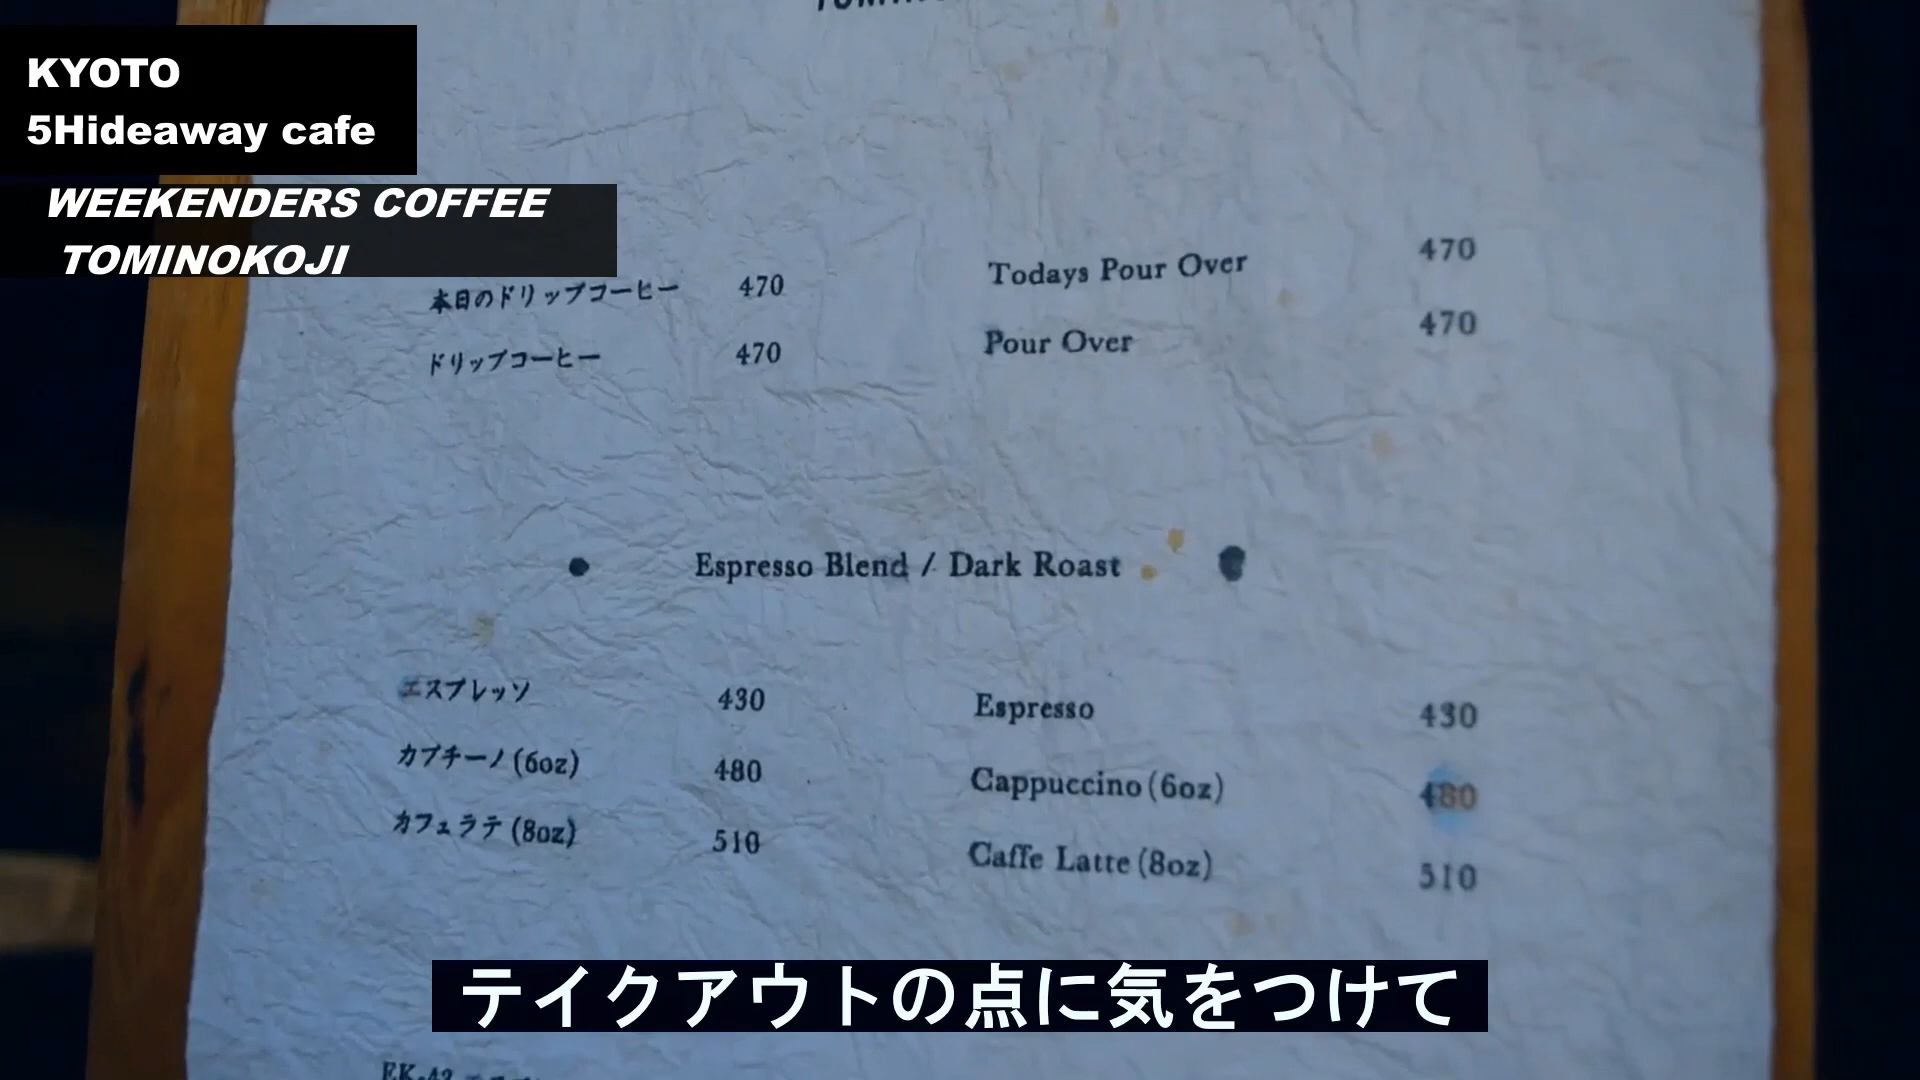 KYOTO
5Hideaway cafe
WEEKENDERS COFFEE
TOMINOKOJI
本日のドリップコーヒー 470
ドリップコーヒー 470
Todays Pour Over 470
Pour Over 470
● Espresso Blend / Dark Roast ●
エスプレッソ 430
カプチーノ(6oz) 480
カフェラテ(8oz) 510
Espresso 430
Cappuccino(6oz) 480
Caffe Latte(8oz) 510
テイクアウトの点に気をつけて